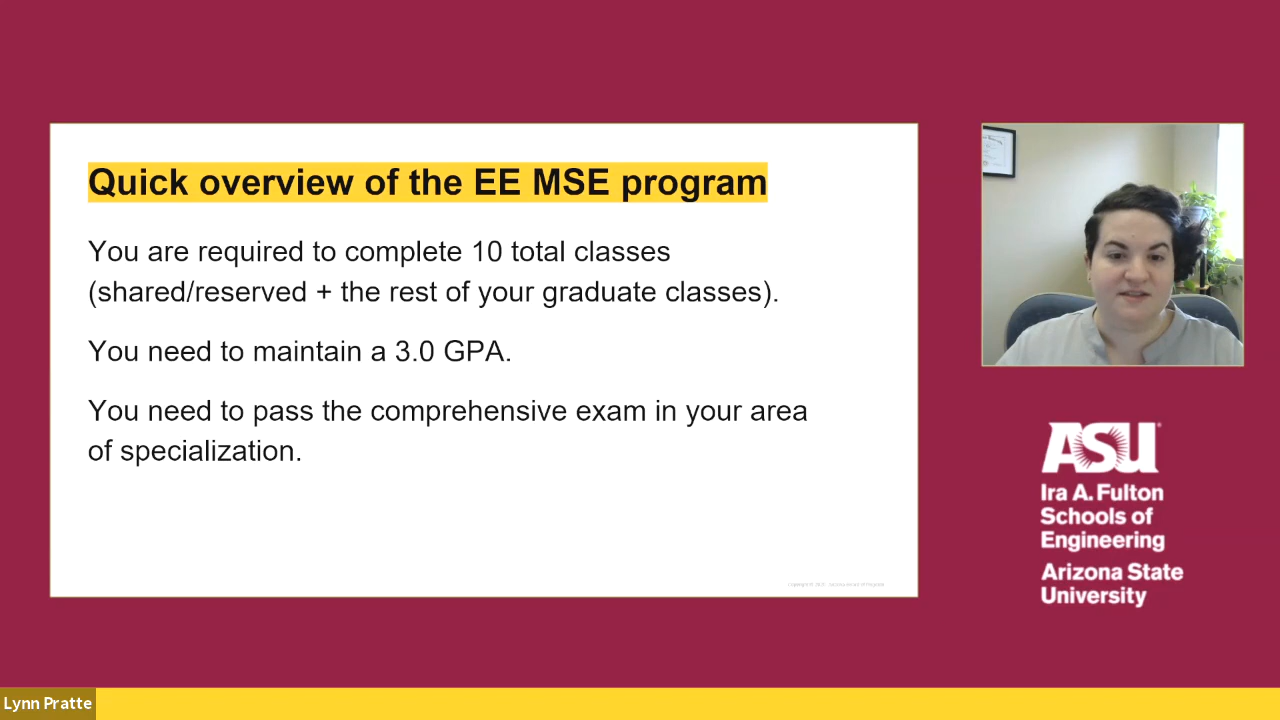 Quick overview of the EE MSE program
You are required to complete 10 total classes
(shared/reserved + the rest of your graduate classes).
You need to maintain a 3.0 GPA.
You need to pass the comprehensive exam in your area
of specialization.
ASU
Ira A. Fulton
Schools of
Engineering
Arizona State
University
Lynn Pratte